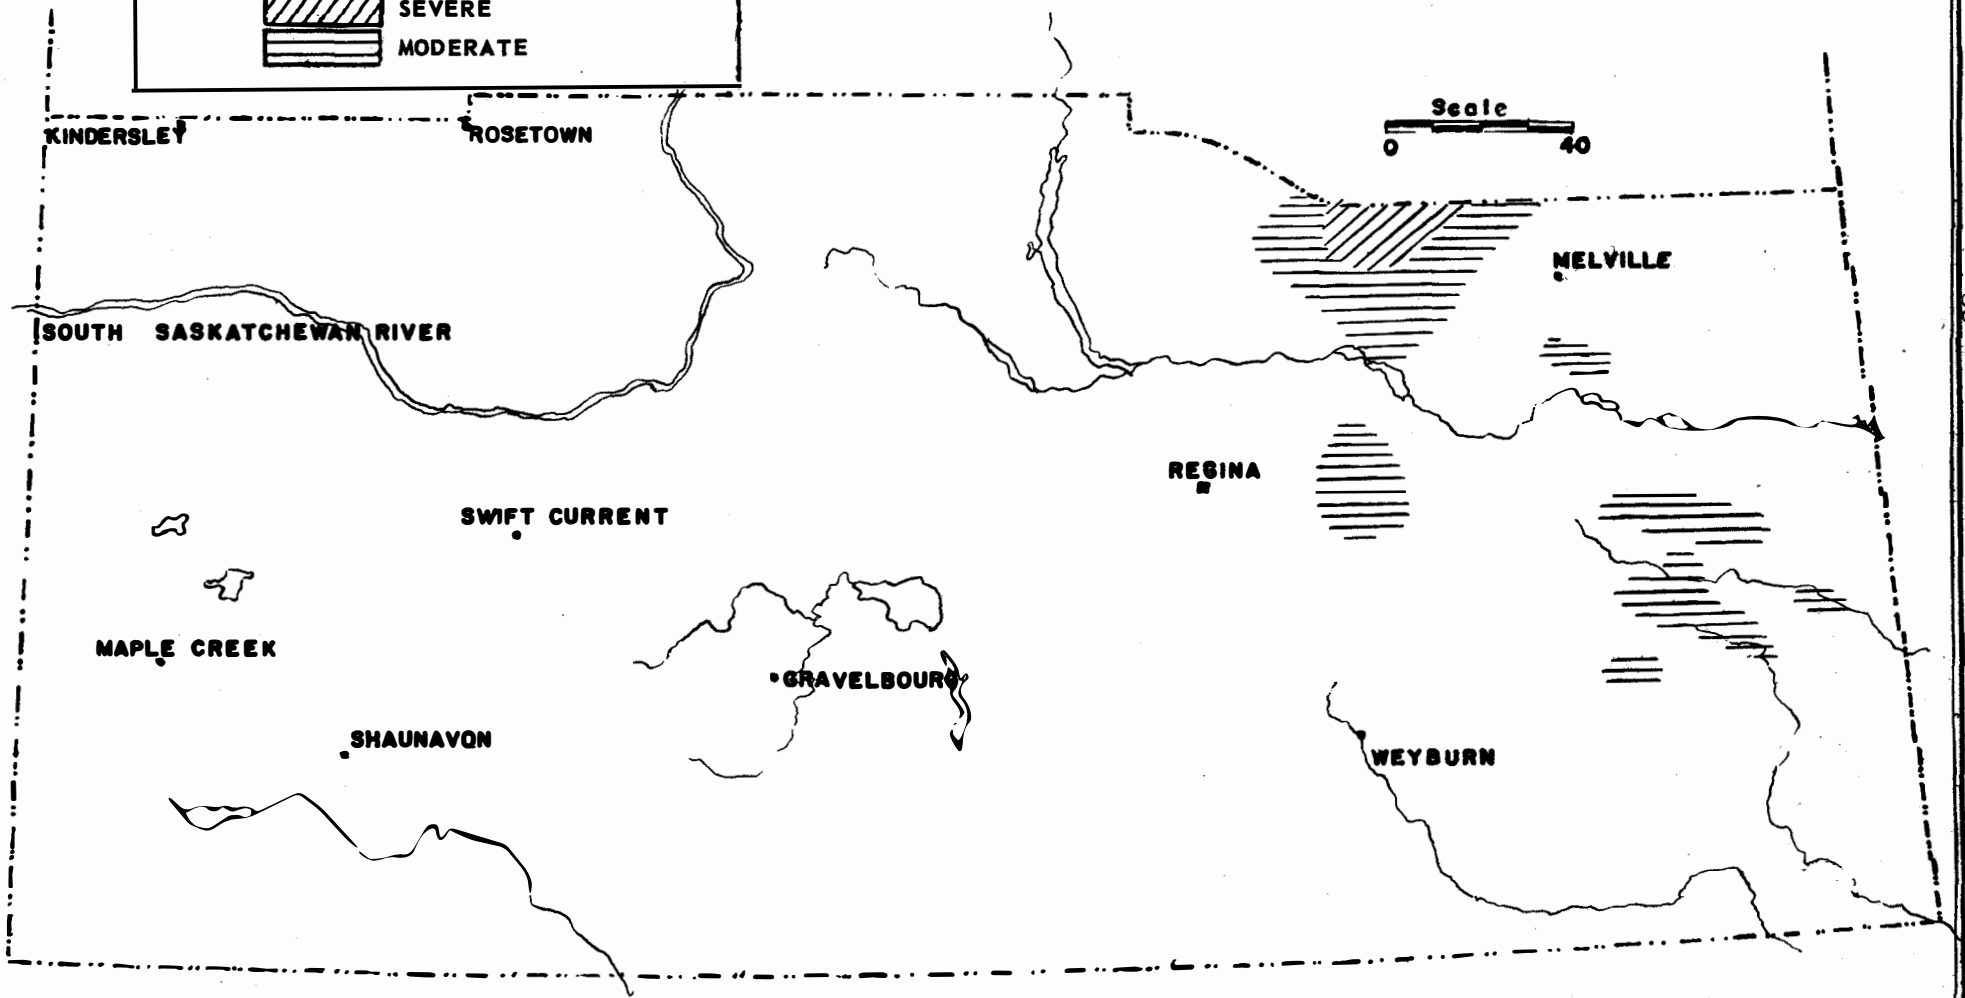 SEVERE
MODERATE
KINDERSLEY
ROSETOWN
Scale
0 40
MELVILLE
SOUTH SASKATCHEWAN RIVER
REGINA
SWIFT CURRENT
MAPLE CREEK
GRAVELBOURG
SHAUNAVON
WEYBURN